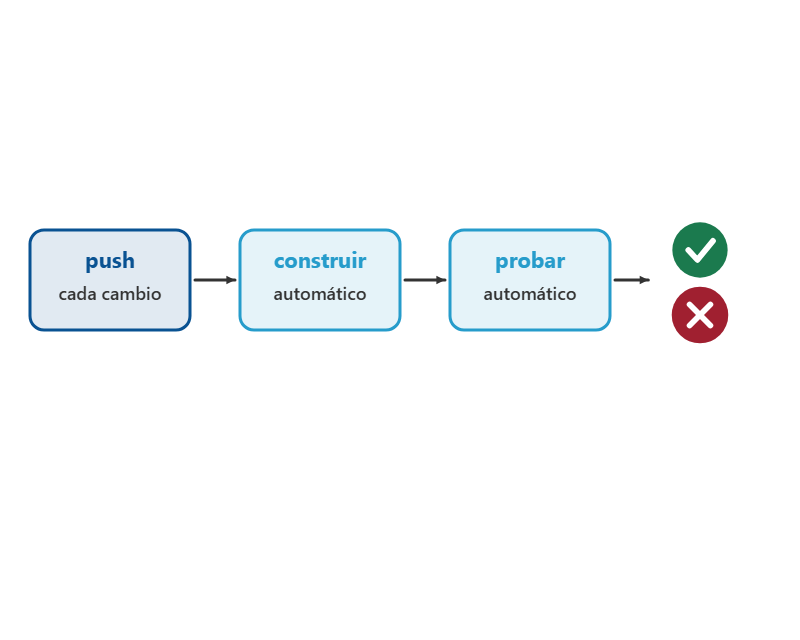 push
cada cambio
construir
automático
probar
automático